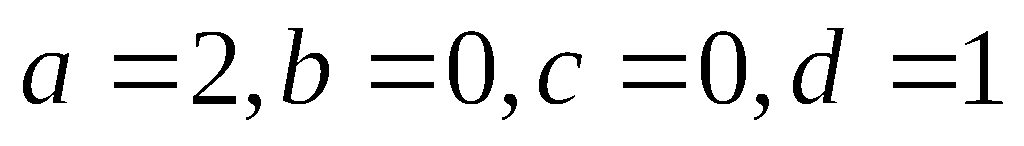 a = 2, b = 0, c = 0, d = 1